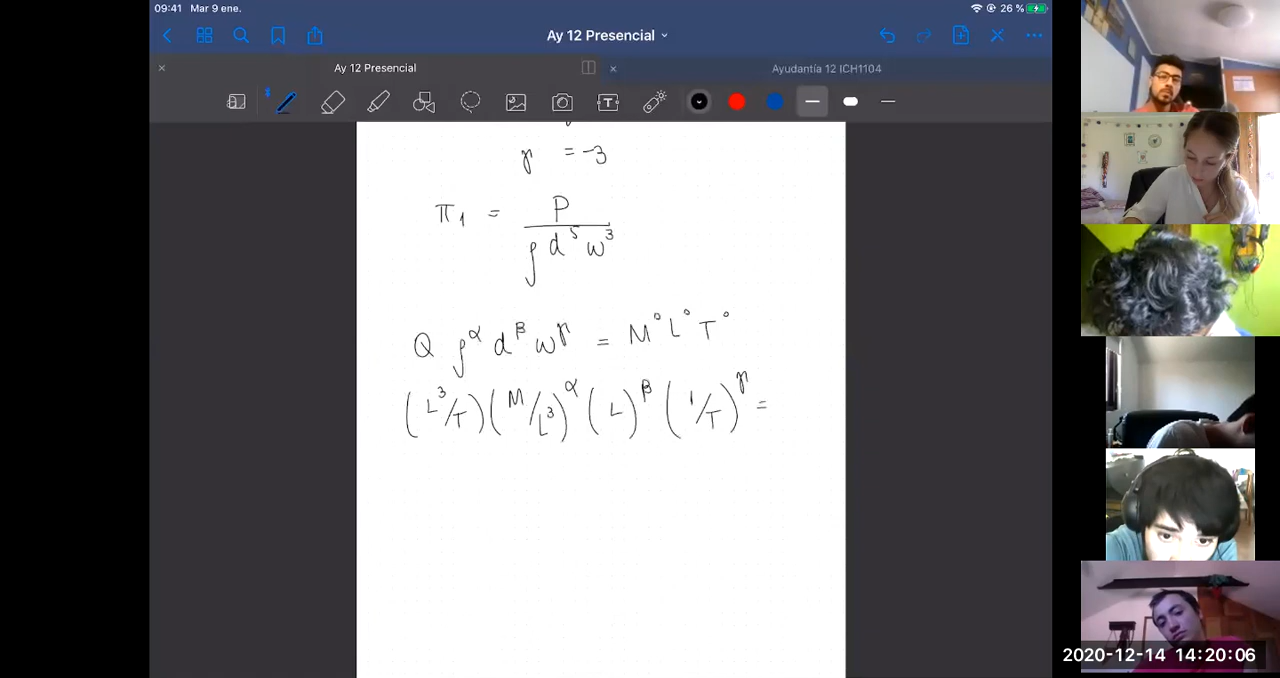 09:41 Mar 9 ene.
26 %
Ay 12 Presencial
Ay 12 Presencial
Ayudantía 12 ICH1104
γ = -3
π₁ = P / ρ d⁵ w³
Q ρ^α d^β w^γ = M⁰ L⁰ T⁰
(L³/T) (M/L³)^α (L)^β (1/T)^γ =
2020-12-14 14:20:06